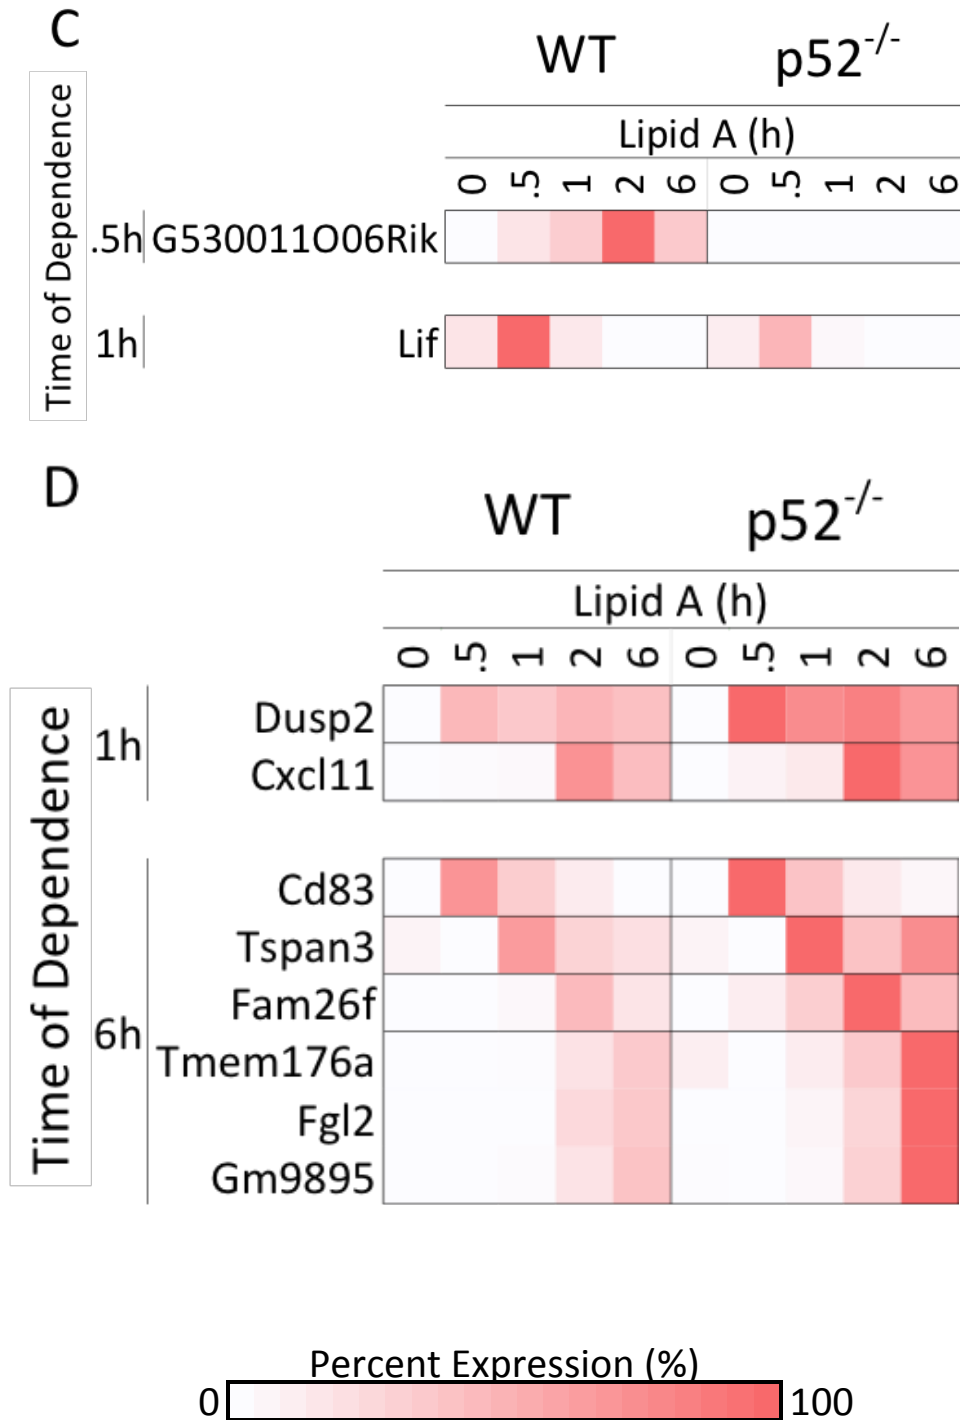 C
WT p52-/-
Lipid A (h)
0 .5 1 2 6 0 .5 1 2 6
Time of Dependence
.5h G530011O06Rik
1h Lif
D
WT p52-/-
Lipid A (h)
0 .5 1 2 6 0 .5 1 2 6
Time of Dependence
1h
Dusp2
Cxcl11
6h
Cd83
Tspan3
Fam26f
Tmem176a
Fgl2
Gm9895
Percent Expression (%)
0 100